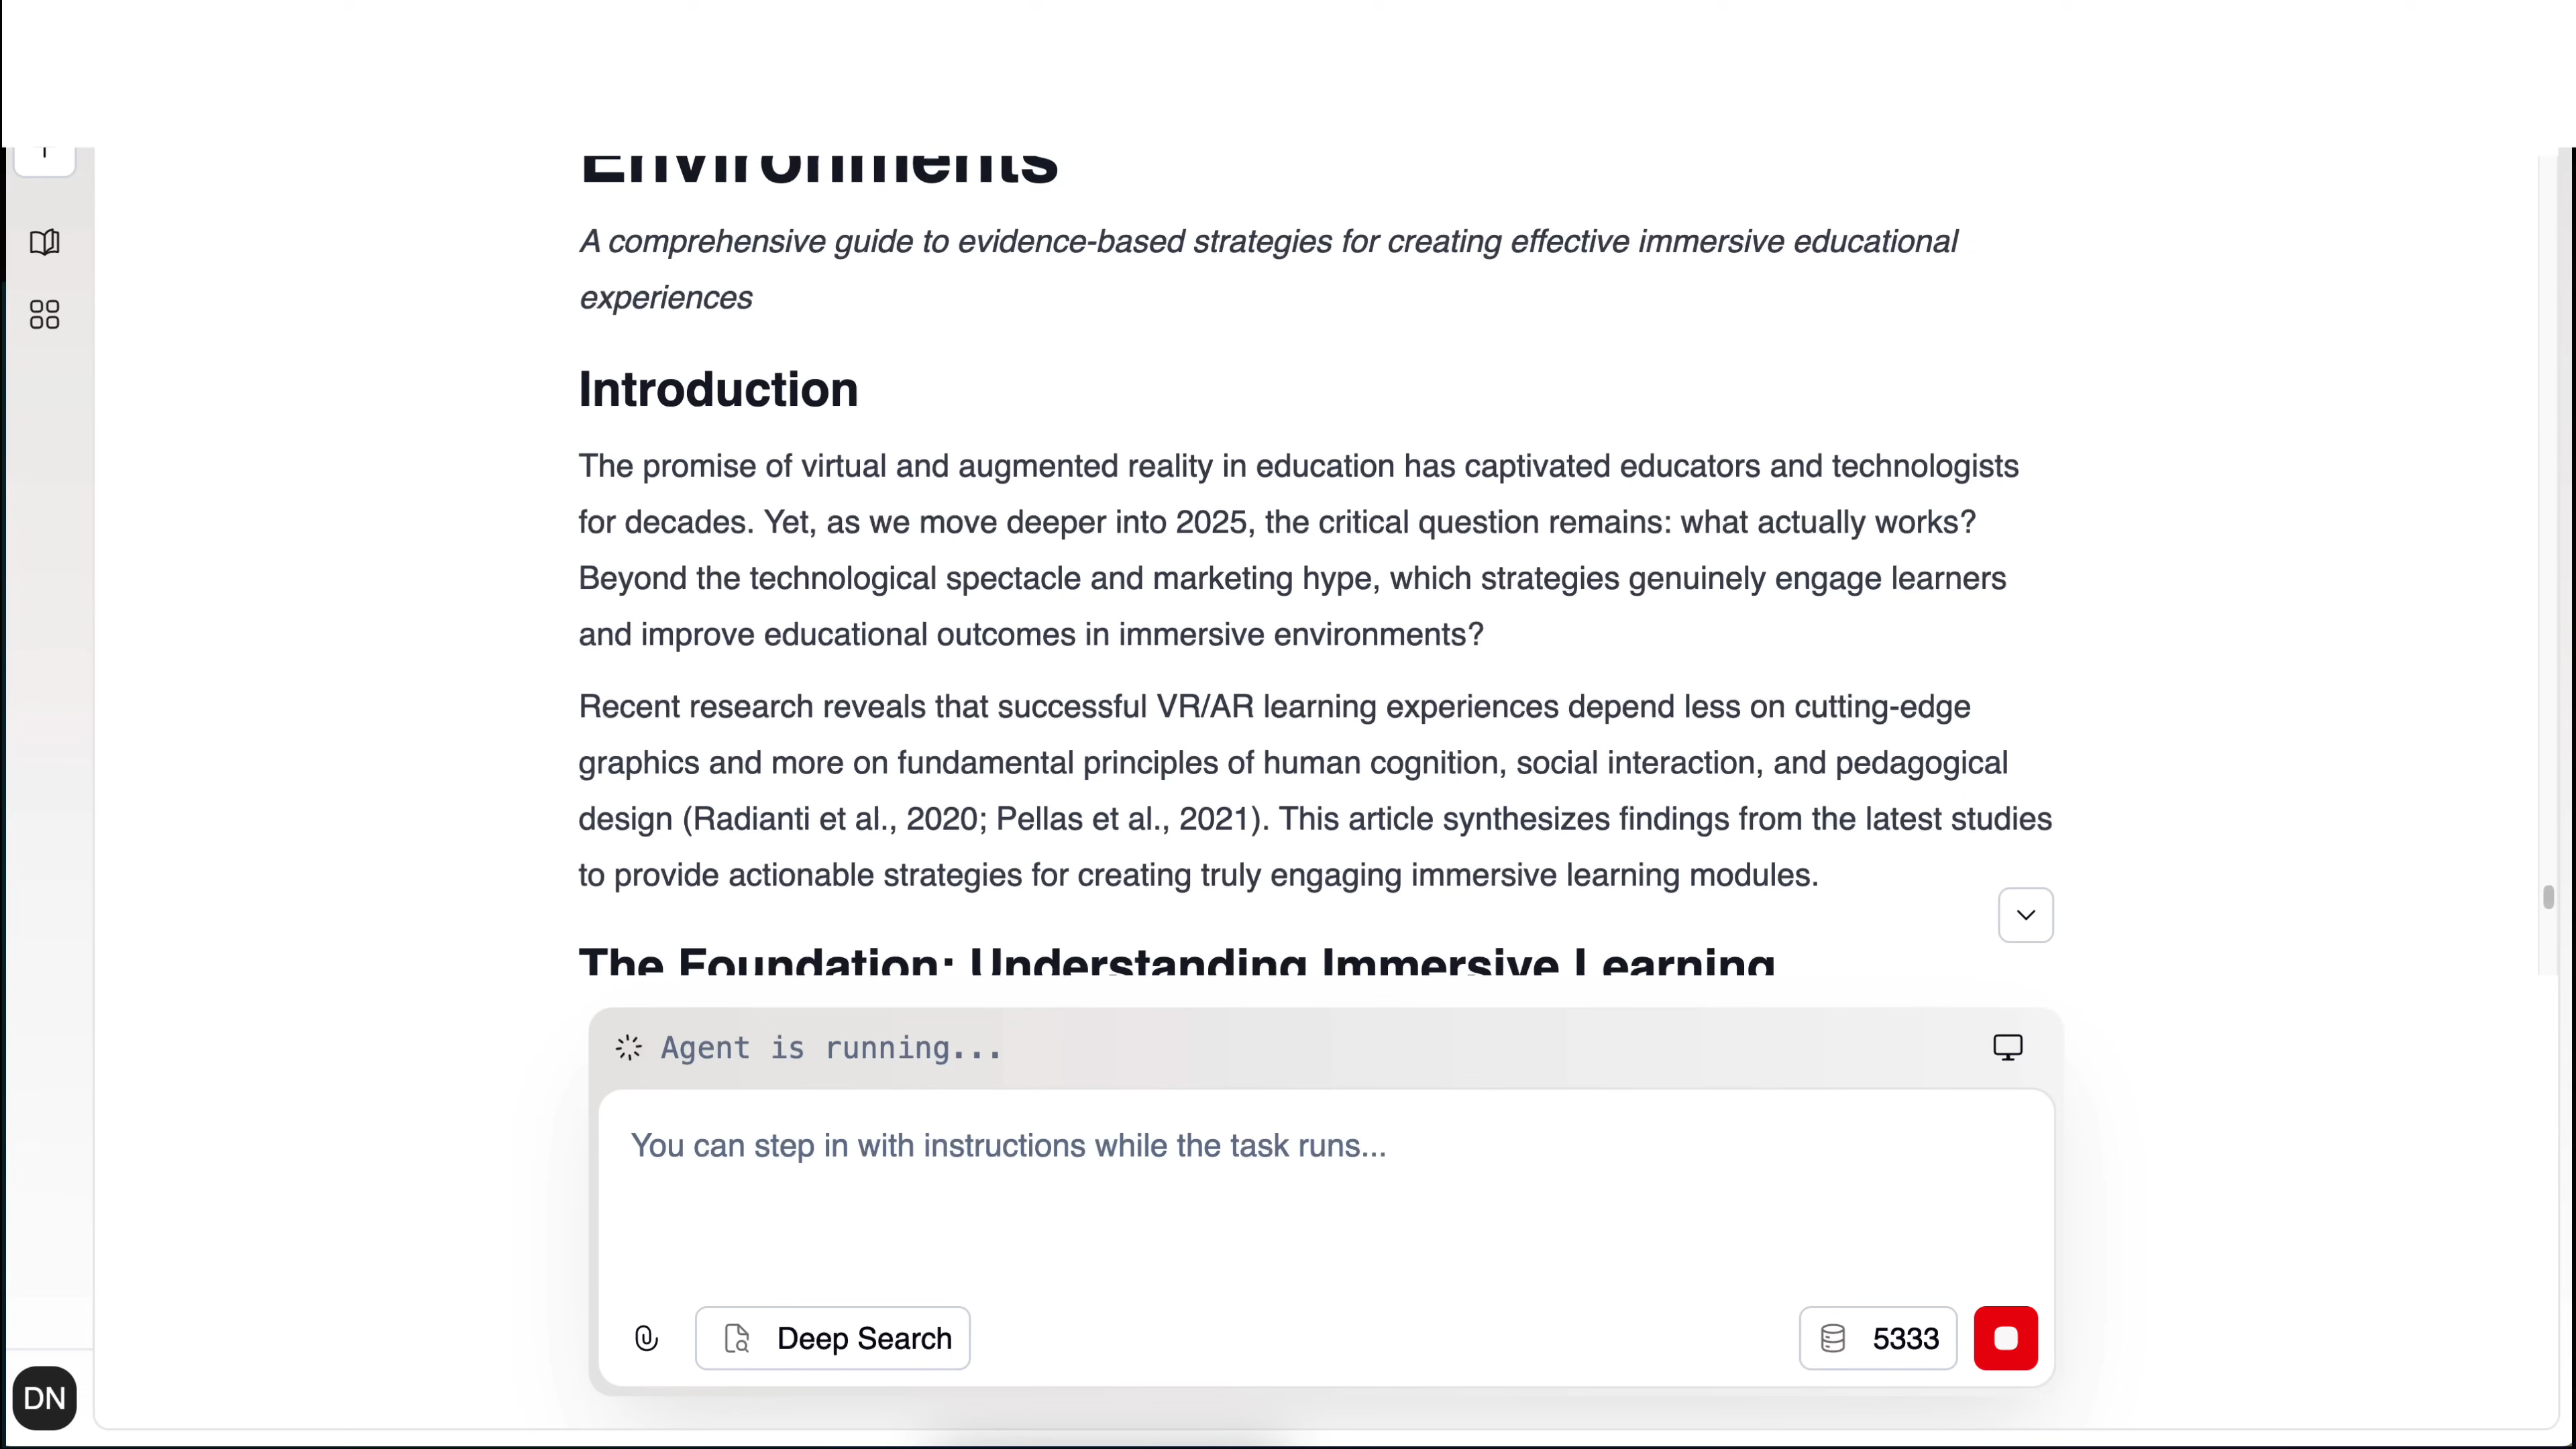 Environments
A comprehensive guide to evidence-based strategies for creating effective immersive educational
experiences
Introduction
The promise of virtual and augmented reality in education has captivated educators and technologists
for decades. Yet, as we move deeper into 2025, the critical question remains: what actually works?
Beyond the technological spectacle and marketing hype, which strategies genuinely engage learners
and improve educational outcomes in immersive environments?
Recent research reveals that successful VR/AR learning experiences depend less on cutting-edge
graphics and more on fundamental principles of human cognition, social interaction, and pedagogical
design (Radianti et al., 2020; Pellas et al., 2021). This article synthesizes findings from the latest studies
to provide actionable strategies for creating truly engaging immersive learning modules.
The Foundation: Understanding Immersive Learning
Agent is running...
You can step in with instructions while the task runs...
Deep Search
5333
DN